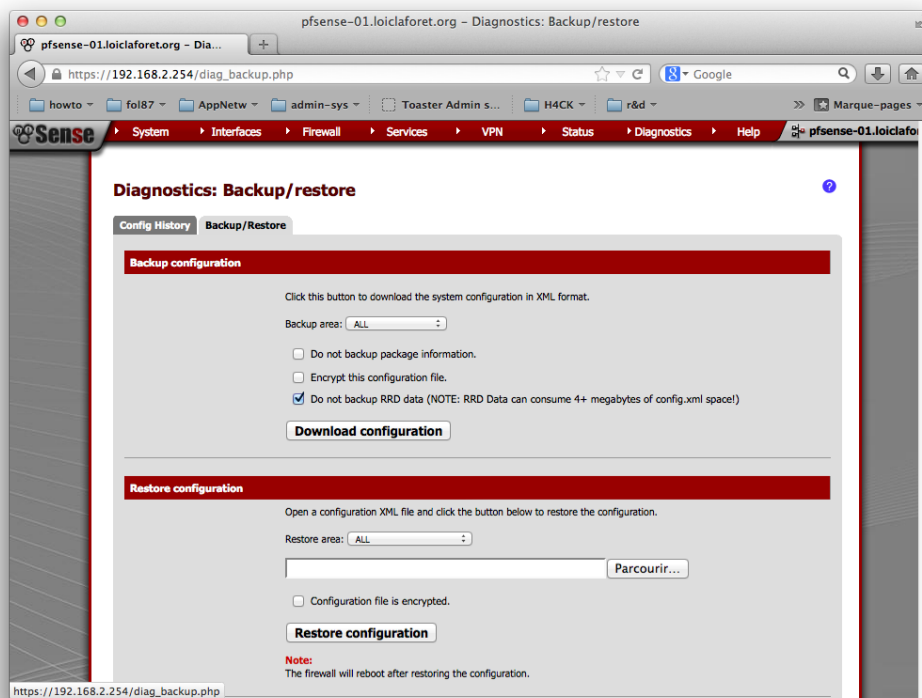 pfsense-01.loiclaforet.org – Diagnostics: Backup/restore
pfsense-01.loiclaforet.org – Dia...
https://192.168.2.254/diag_backup.php
Google
howto fol87 AppNetw admin-sys Toaster Admin s... H4CK r&d Marque-pages
Sense System Interfaces Firewall Services VPN Status Diagnostics Help pfsense-01.loiclafo
Diagnostics: Backup/restore
?
Config History Backup/Restore
Backup configuration
Click this button to download the system configuration in XML format.
Backup area: ALL
Do not backup package information.
Encrypt this configuration file.
Do not backup RRD data (NOTE: RRD Data can consume 4+ megabytes of config.xml space!)
Download configuration
Restore configuration
Open a configuration XML file and click the button below to restore the configuration.
Restore area: ALL
Parcourir...
Configuration file is encrypted.
Restore configuration
Note:
The firewall will reboot after restoring the configuration.
https://192.168.2.254/diag_backup.php